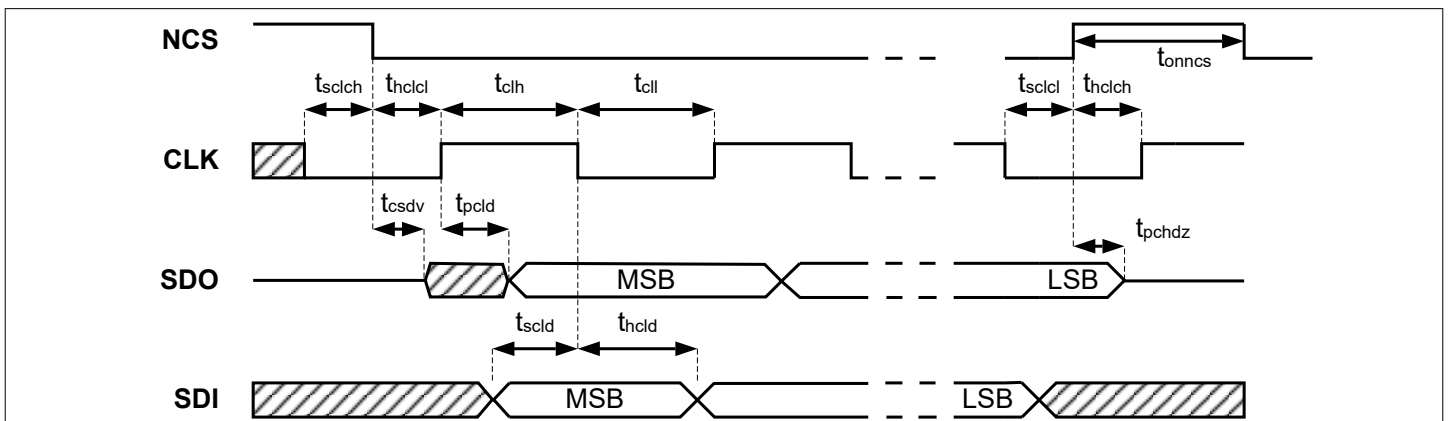 NCS
tonncs
tsclch thclcl tclh tcll tsclcl thclch
CLK
tcsdv tpcld tpchdz
SDO MSB LSB
tscld thcld
SDI MSB LSB